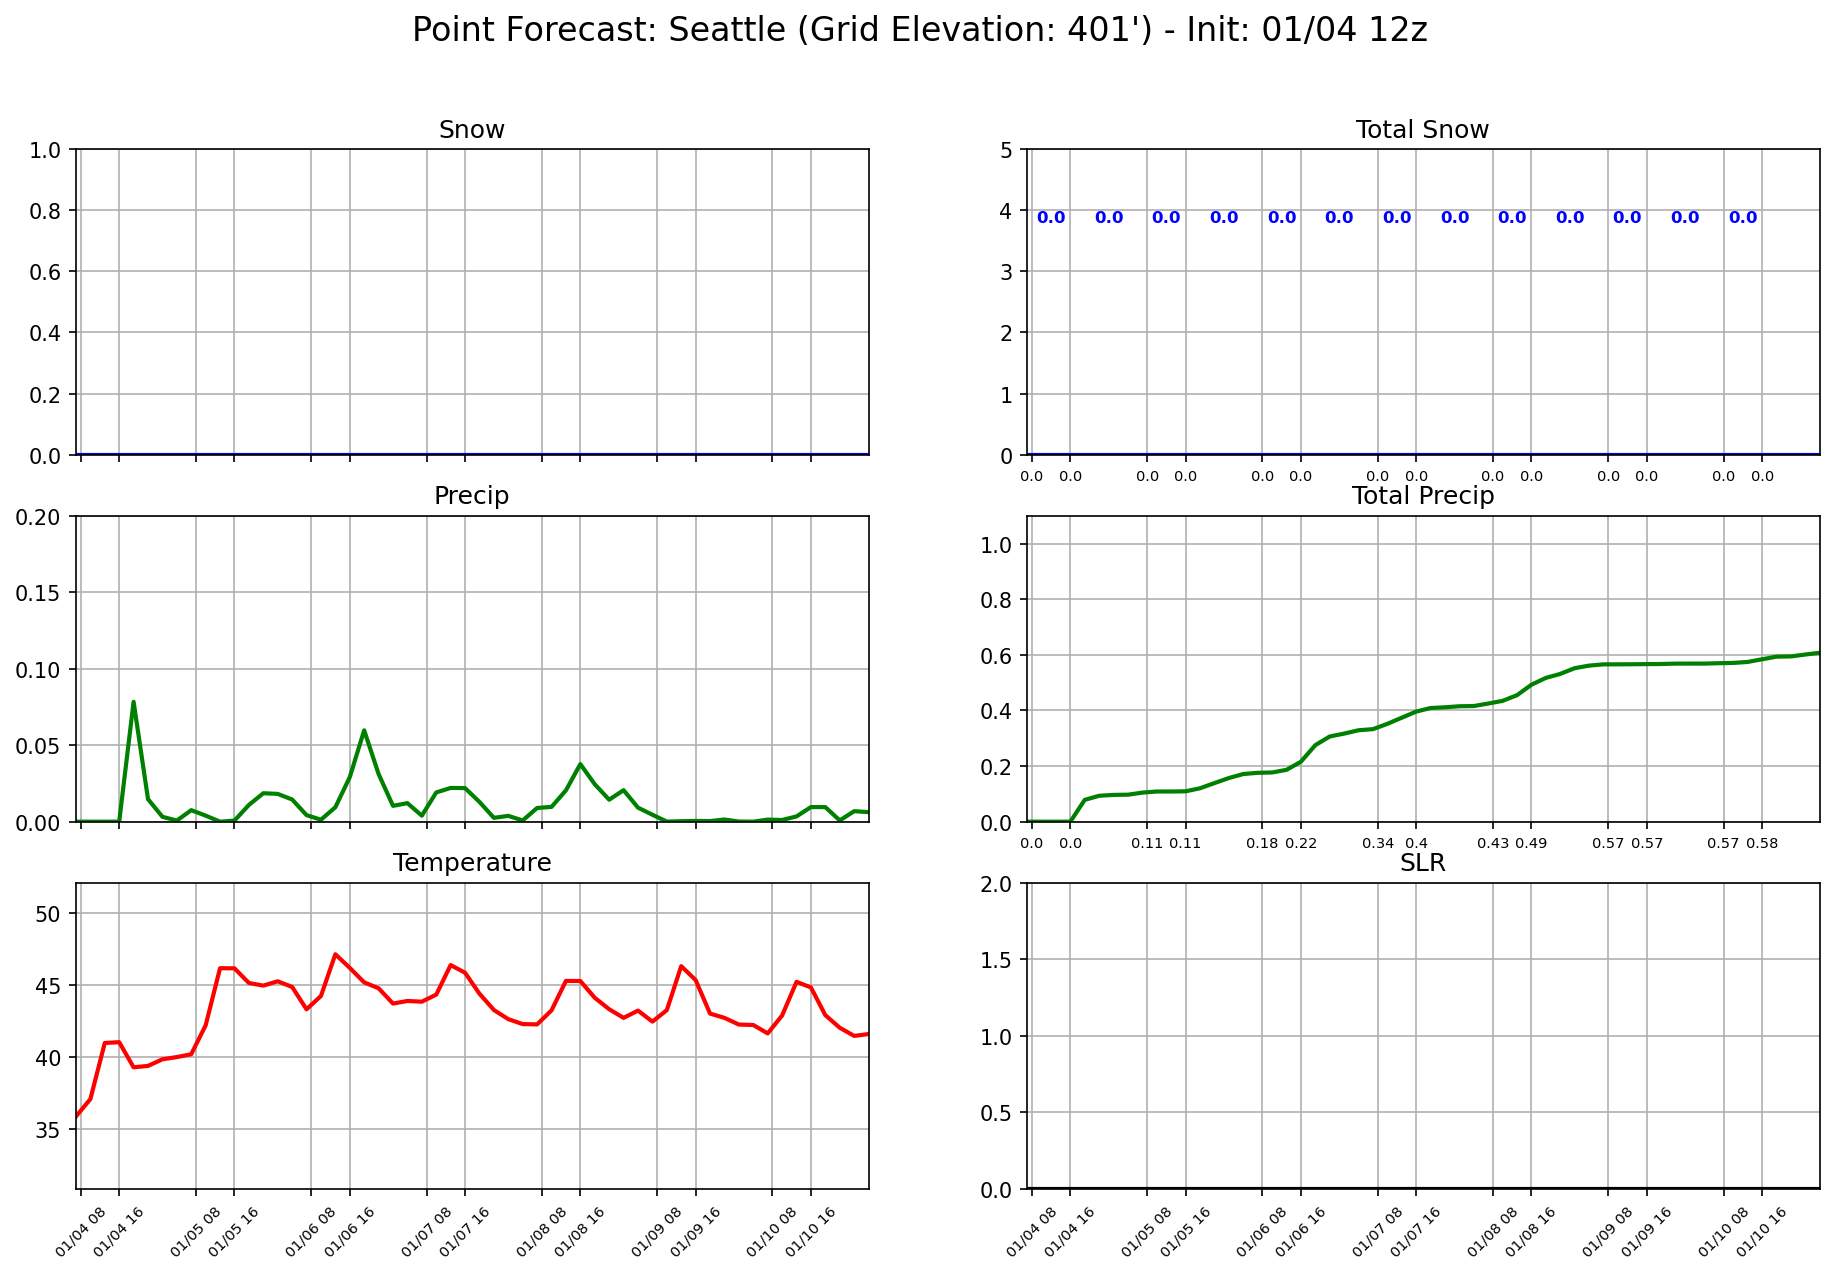 Point Forecast: Seattle (Grid Elevation: 401') - Init: 01/04 12z
Snow
1.0
0.8
0.6
0.4
0.2
0.0
Total Snow
5
4
3
2
1
0
0.0 0.0 0.0 0.0 0.0 0.0 0.0 0.0 0.0 0.0 0.0 0.0 0.0
0.0 0.0 0.0 0.0 0.0 0.0 0.0 0.0 0.0 0.0 0.0 0.0 0.0 0.0
Precip
0.20
0.15
0.10
0.05
0.00
Total Precip
1.0
0.8
0.6
0.4
0.2
0.0
0.0 0.0 0.11 0.11 0.18 0.22 0.34 0.4 0.43 0.49 0.57 0.57 0.57 0.58
Temperature
50
45
40
35
01/04 08 01/04 16 01/05 08 01/05 16 01/06 08 01/06 16 01/07 08 01/07 16 01/08 08 01/08 16 01/09 08 01/09 16 01/10 08 01/10 16
SLR
2.0
1.5
1.0
0.5
0.0
01/04 08 01/04 16 01/05 08 01/05 16 01/06 08 01/06 16 01/07 08 01/07 16 01/08 08 01/08 16 01/09 08 01/09 16 01/10 08 01/10 16